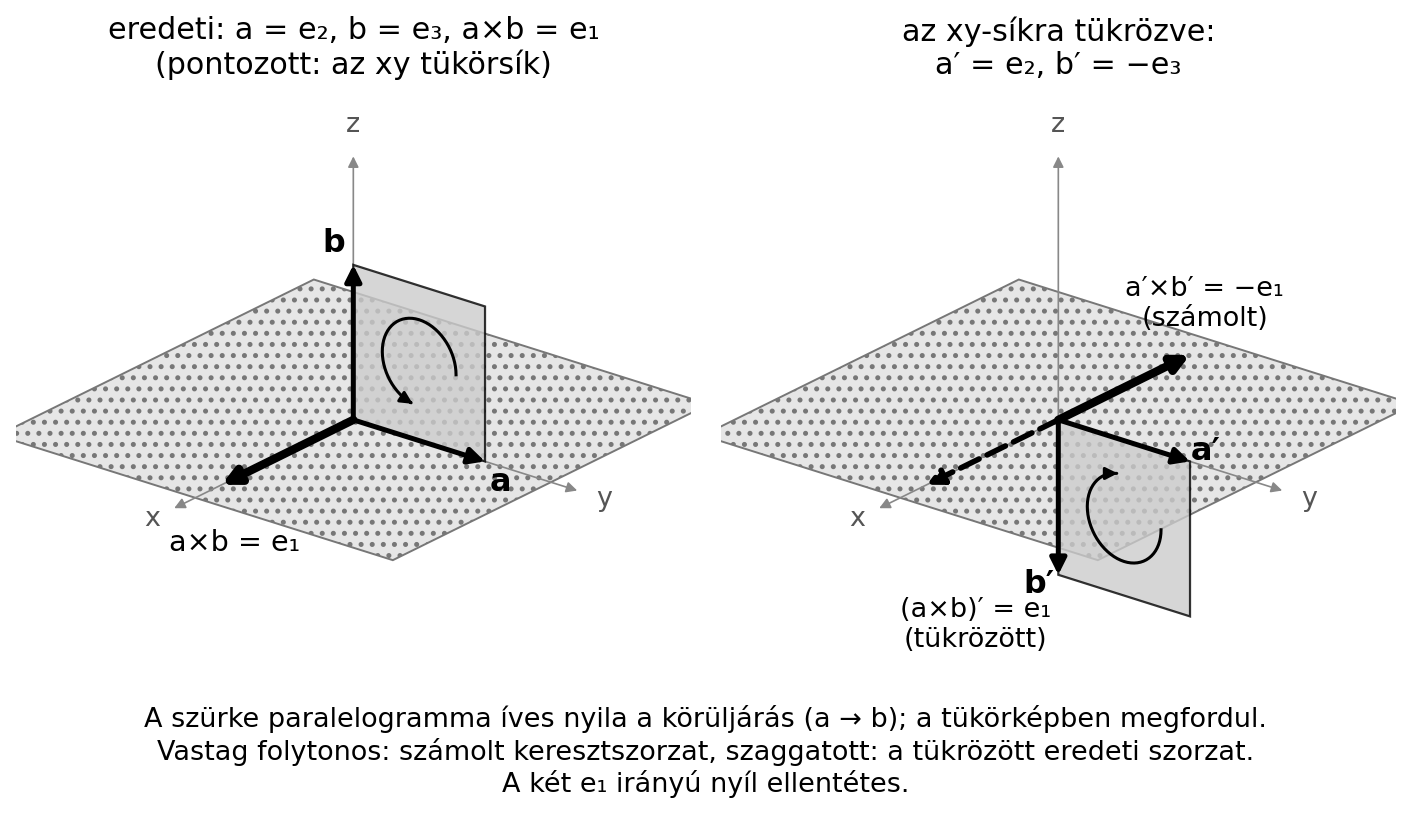 eredeti: a = e₂, b = e₃, a×b = e₁
(pontozott: az xy tükörsík)
z
b
a
x
y
a×b = e₁
az xy-síkra tükrözve:
a′ = e₂, b′ = −e₃
z
a′×b′ = −e₁
(számolt)
a′
x
y
b′
(a×b)′ = e₁
(tükrözött)
A szürke paralelogramma íves nyila a körüljárás (a → b); a tükörképben megfordul.
Vastag folytonos: számolt keresztszorzat, szaggatott: a tükrözött eredeti szorzat.
A két e₁ irányú nyíl ellentétes.